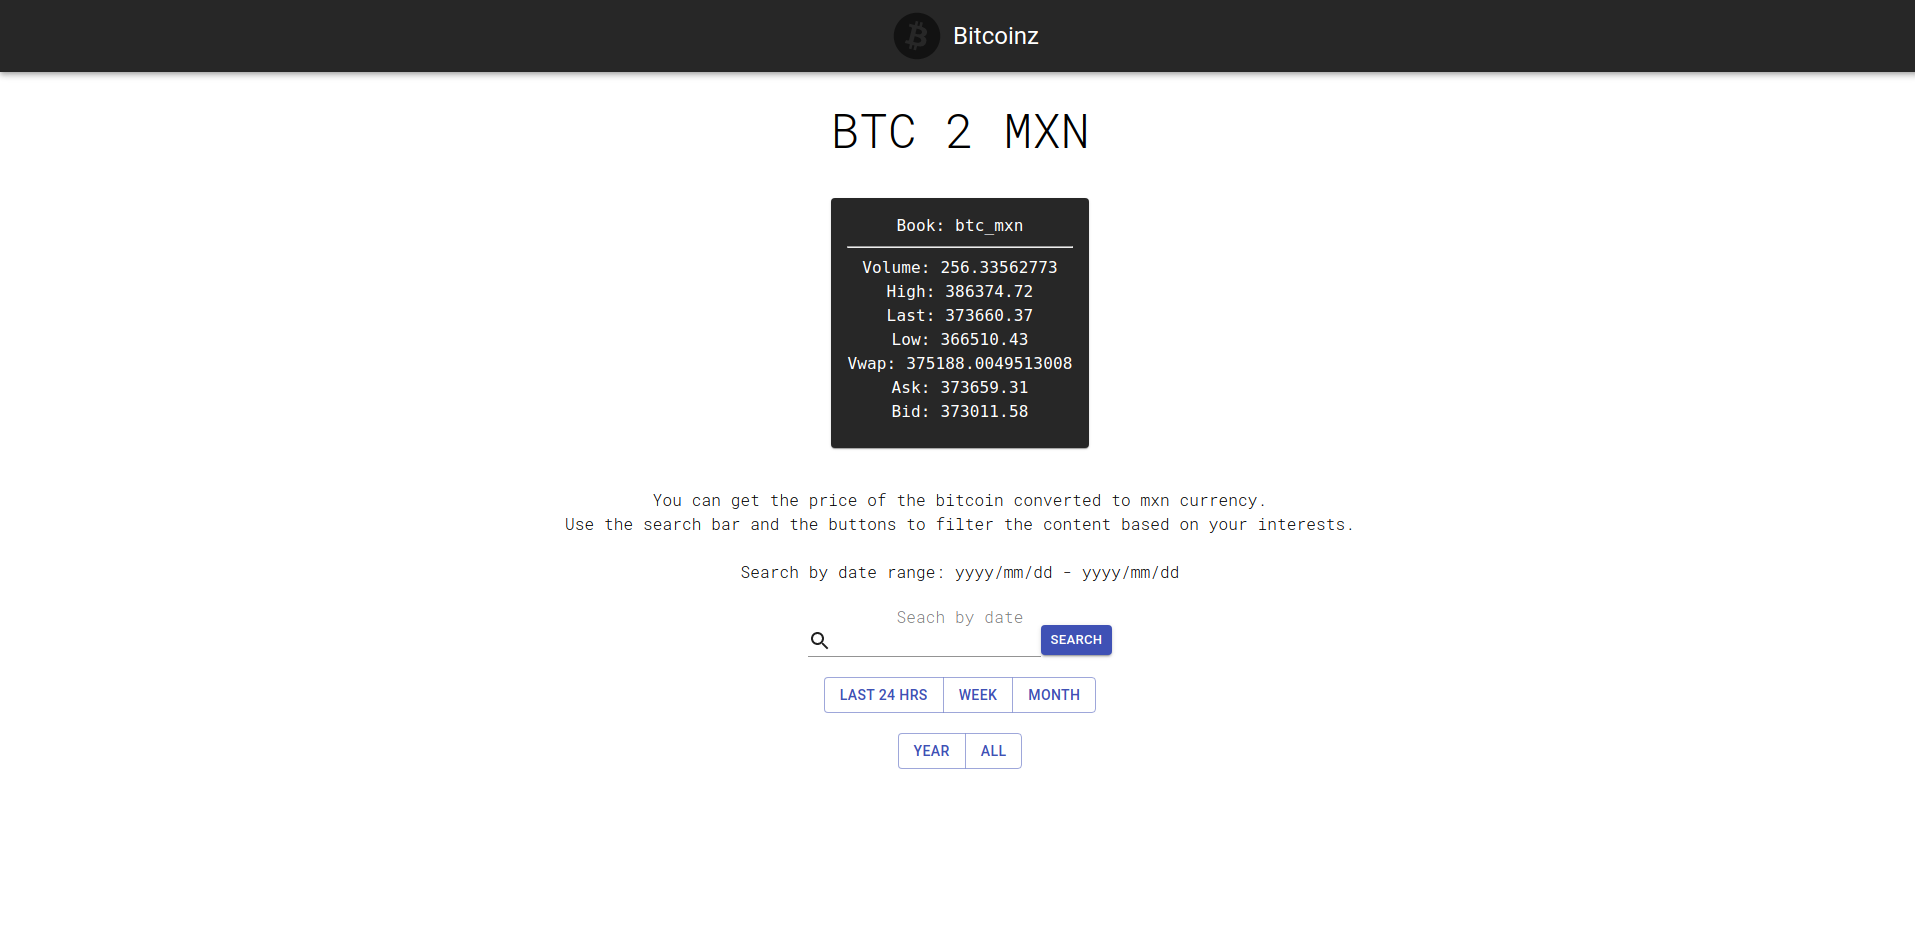 Bitcoinz
BTC 2 MXN
Book: btc_mxn
Volume: 256.33562773
High: 386374.72
Last: 373660.37
Low: 366510.43
Vwap: 375188.0049513008
Ask: 373659.31
Bid: 373011.58
You can get the price of the bitcoin converted to mxn currency.
Use the search bar and the buttons to filter the content based on your interests.
Search by date range: yyyy/mm/dd - yyyy/mm/dd
Seach by date
SEARCH
LAST 24 HRS WEEK MONTH
YEAR ALL